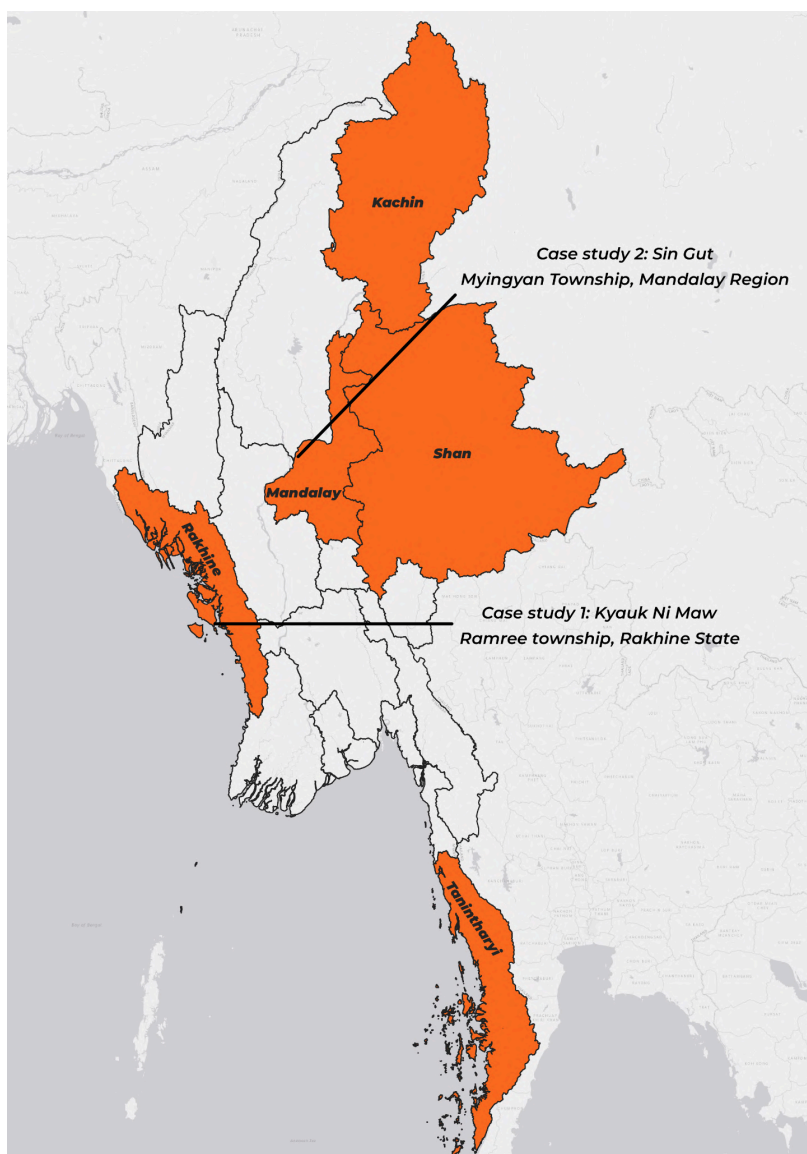 Kachin
Case study 2: Sin Gut
Myingyan Township, Mandalay Region
Shan
Mandalay
Rakhine
Case study 1: Kyauk Ni Maw
Ramree township, Rakhine State
Tanintharyi